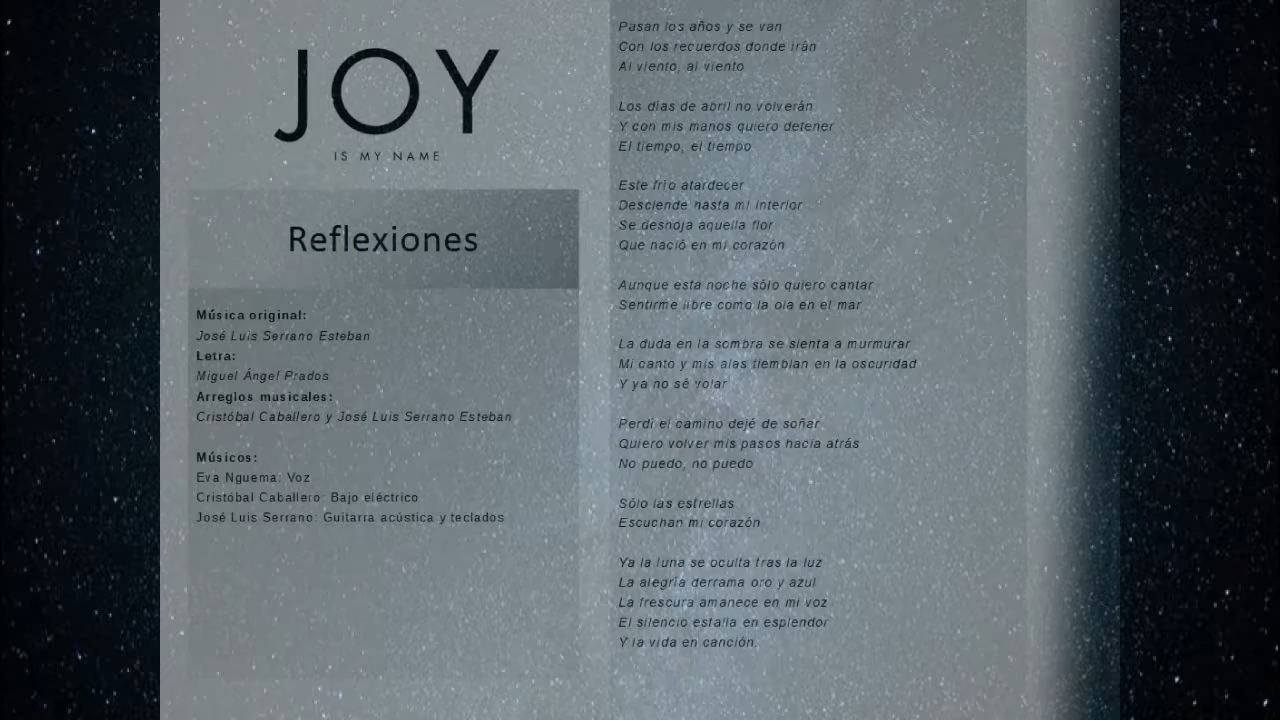 JOY
IS MY NAME
Reflexiones
Música original:
José Luis Serrano Esteban
Letra:
Miguel Ángel Prados
Arreglos musicales:
Cristóbal Caballero y José Luis Serrano Esteban
Músicos:
Eva Nguema: Voz
Cristóbal Caballero: Bajo eléctrico
José Luis Serrano: Guitarra acústica y teclados
Pasan los años y se van
Con los recuerdos donde irán
Al viento, al viento
Los días de abril no volverán
Y con mis manos quiero detener
El tiempo, el tiempo
Este frío atardecer
Desciende hasta mi interior
Se deshoja aquella flor
Que nació en mi corazón
Aunque esta noche sólo quiero cantar
Sentirme libre como la ola en el mar
La duda en la sombra se sienta a murmurar
Mi canto y mis alas tiemblan en la oscuridad
Y ya no sé volar
Perdí el camino dejé de soñar
Quiero volver mis pasos hacia atrás
No puedo, no puedo
Sólo las estrellas
Escuchan mi corazón
Ya la luna se oculta tras la luz
La alegría derrama oro y azul
La frescura amanece en mi voz
El silencio estalla en esplendor
Y la vida en canción.